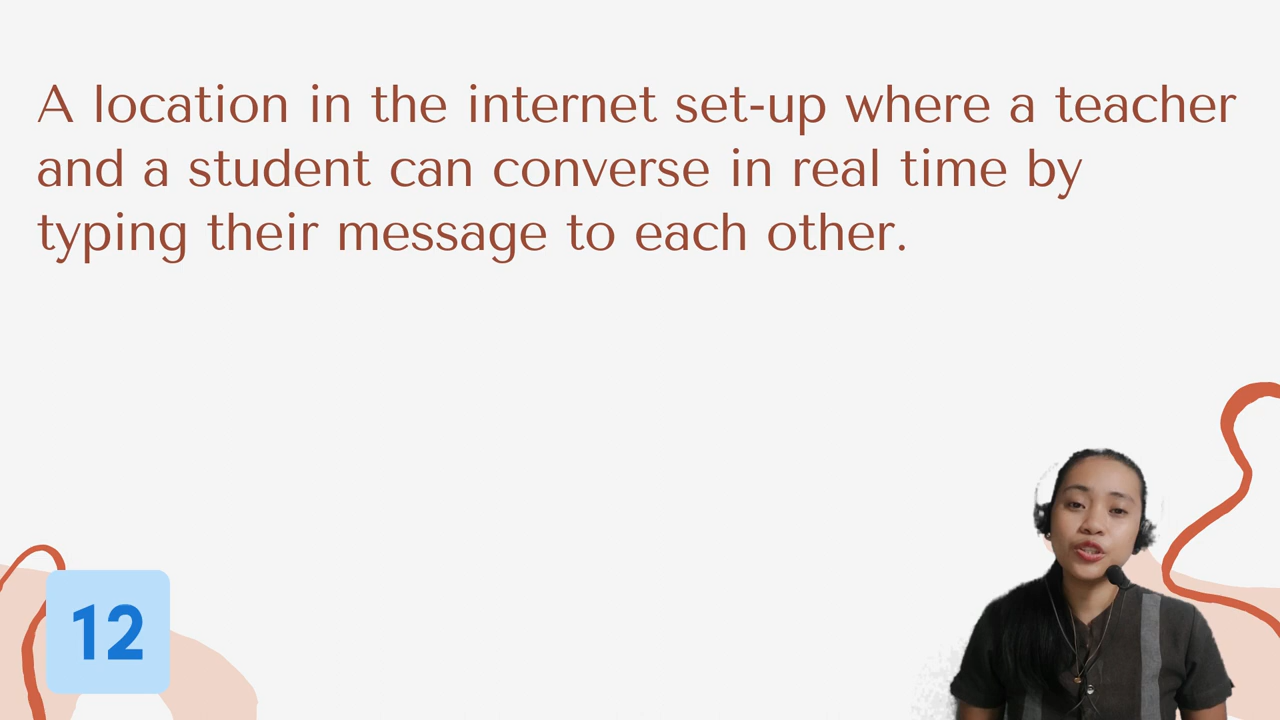 A location in the internet set-up where a teacher
and a student can converse in real time by
typing their message to each other.
12